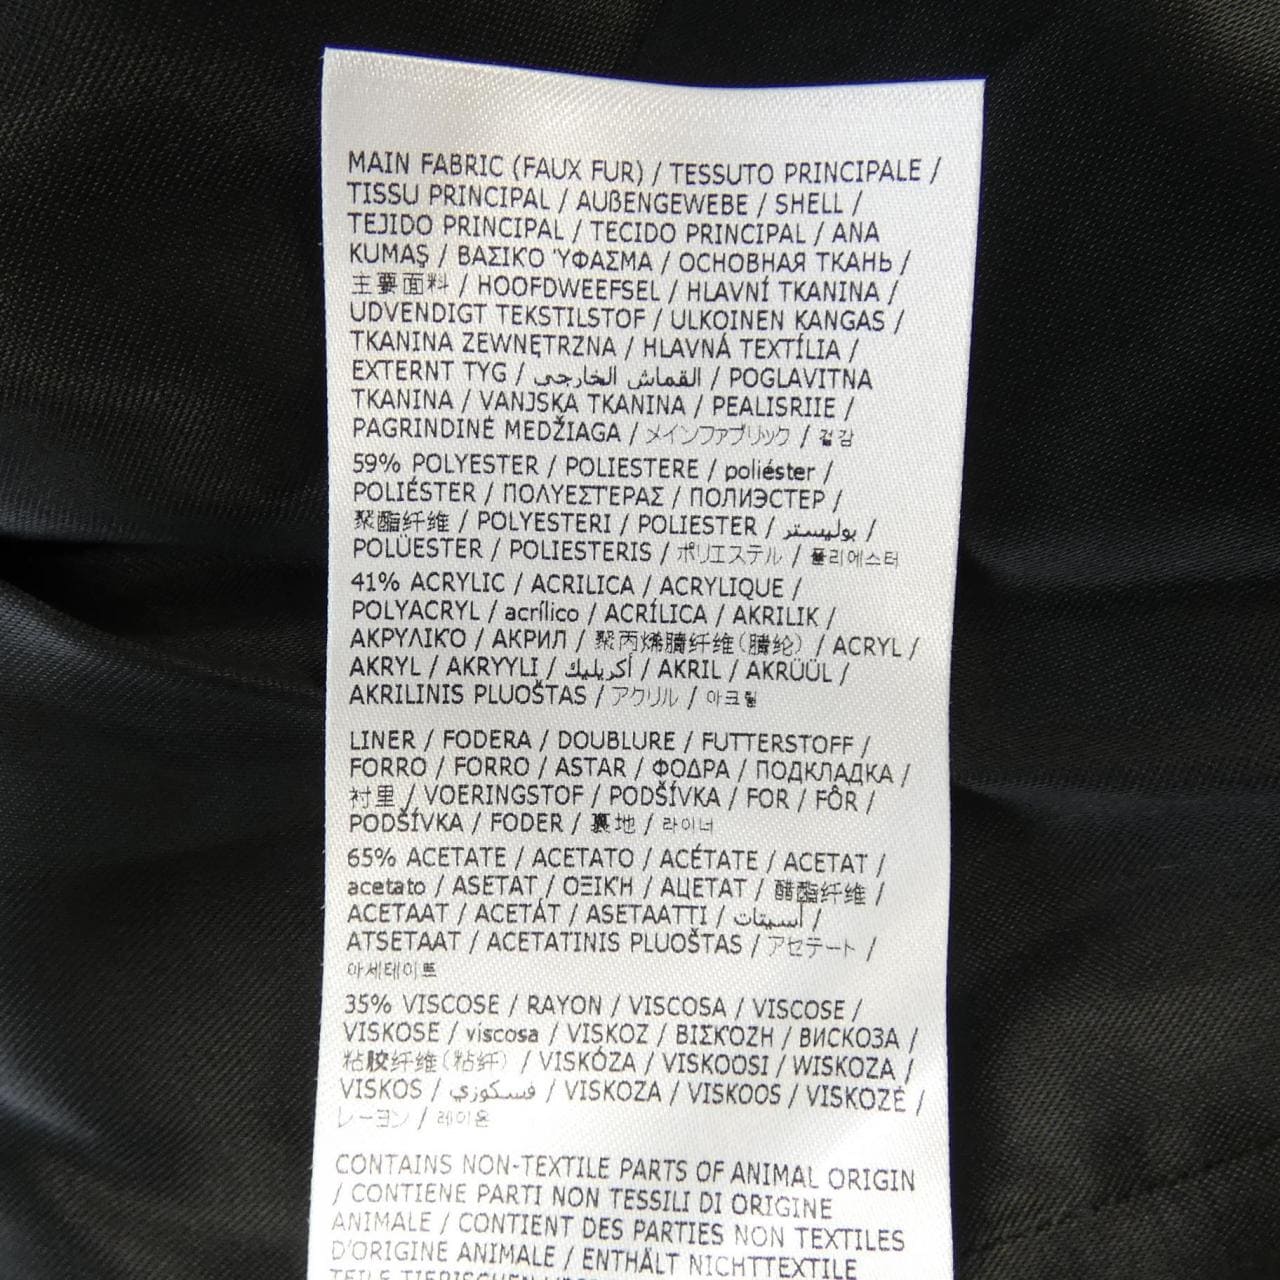 MAIN FABRIC (FAUX FUR) / TESSUTO PRINCIPALE /
TISSU PRINCIPAL / AUßENGEWEBE / SHELL /
TEJIDO PRINCIPAL / TECIDO PRINCIPAL / ANA
KUMAŞ / ΒΑΣΙΚΌ ΎΦΑΣΜΑ / ОСНОВНАЯ ТКАНЬ /
主要面料 / HOOFDWEEFSEL / HLAVNÍ TKANINA /
UDVENDIGT TEKSTILSTOF / ULKOINEN KANGAS /
TKANINA ZEWNĘTRZNA / HLAVNÁ TEXTÍLIA /
EXTERNT TYG / القماش الخارجي / POGLAVITNA
TKANINA / VANJSKA TKANINA / PEALISRIIE /
PAGRINDINĖ MEDŽIAGA / メインファブリック / 겉감
59% POLYESTER / POLIESTERE / poliéster /
POLIÉSTER / ΠΟΛΥΕΣΤΕΡΑΣ / ПОЛИЭСТЕР /
聚酯纤维 / POLYESTERI / POLIESTER / بوليستر /
POLÜESTER / POLIESTERIS / ポリエステル / 폴리에스터
41% ACRYLIC / ACRILICA / ACRYLIQUE /
POLYACRYL / acrílico / ACRÍLICA / AKRILIK /
ΑΚΡΥΛΙΚΌ / АКРИЛ / 聚丙烯腈纤维(腈纶) / ACRYL /
AKRYL / AKRYYLI / أكريليك / AKRIL / AKRÜÜL /
AKRILINIS PLUOŠTAS / アクリル / 아크릴
LINER / FODERA / DOUBLURE / FUTTERSTOFF /
FORRO / FORRO / ASTAR / ΦΟΔΡΑ / ПОДКЛАДКА /
衬里 / VOERINGSTOF / PODŠÍVKA / FOR / FÔR /
PODŠÍVKA / FODER / 裏地 / 라이너
65% ACETATE / ACETATO / ACÉTATE / ACETAT /
acetato / ASETAT / ΟΞΙΚΉ / АЦЕТАТ / 醋酯纤维 /
ACETAAT / ACETÁT / ASETAATTI / أسيتات /
ATSETAAT / ACETATINIS PLUOŠTAS / アセテート /
아세테이트
35% VISCOSE / RAYON / VISCOSA / VISCOSE /
VISKOSE / viscosa / VISKOZ / ΒΙΣΚΌΖΗ / ВИСКОЗА /
粘胶纤维(粘纤) / VISKÓZA / VISKOOSI / WISKOZA /
VISKOS / فسكوزي / VISKOZA / VISKOOS / VISKOZĖ /
レーヨン / 레이온
CONTAINS NON-TEXTILE PARTS OF ANIMAL ORIGIN
/ CONTIENE PARTI NON TESSILI DI ORIGINE
ANIMALE / CONTIENT DES PARTIES NON TEXTILES
D'ORIGINE ANIMALE / ENTHÄLT NICHTTEXTILE
TEILE TIERISCHEN